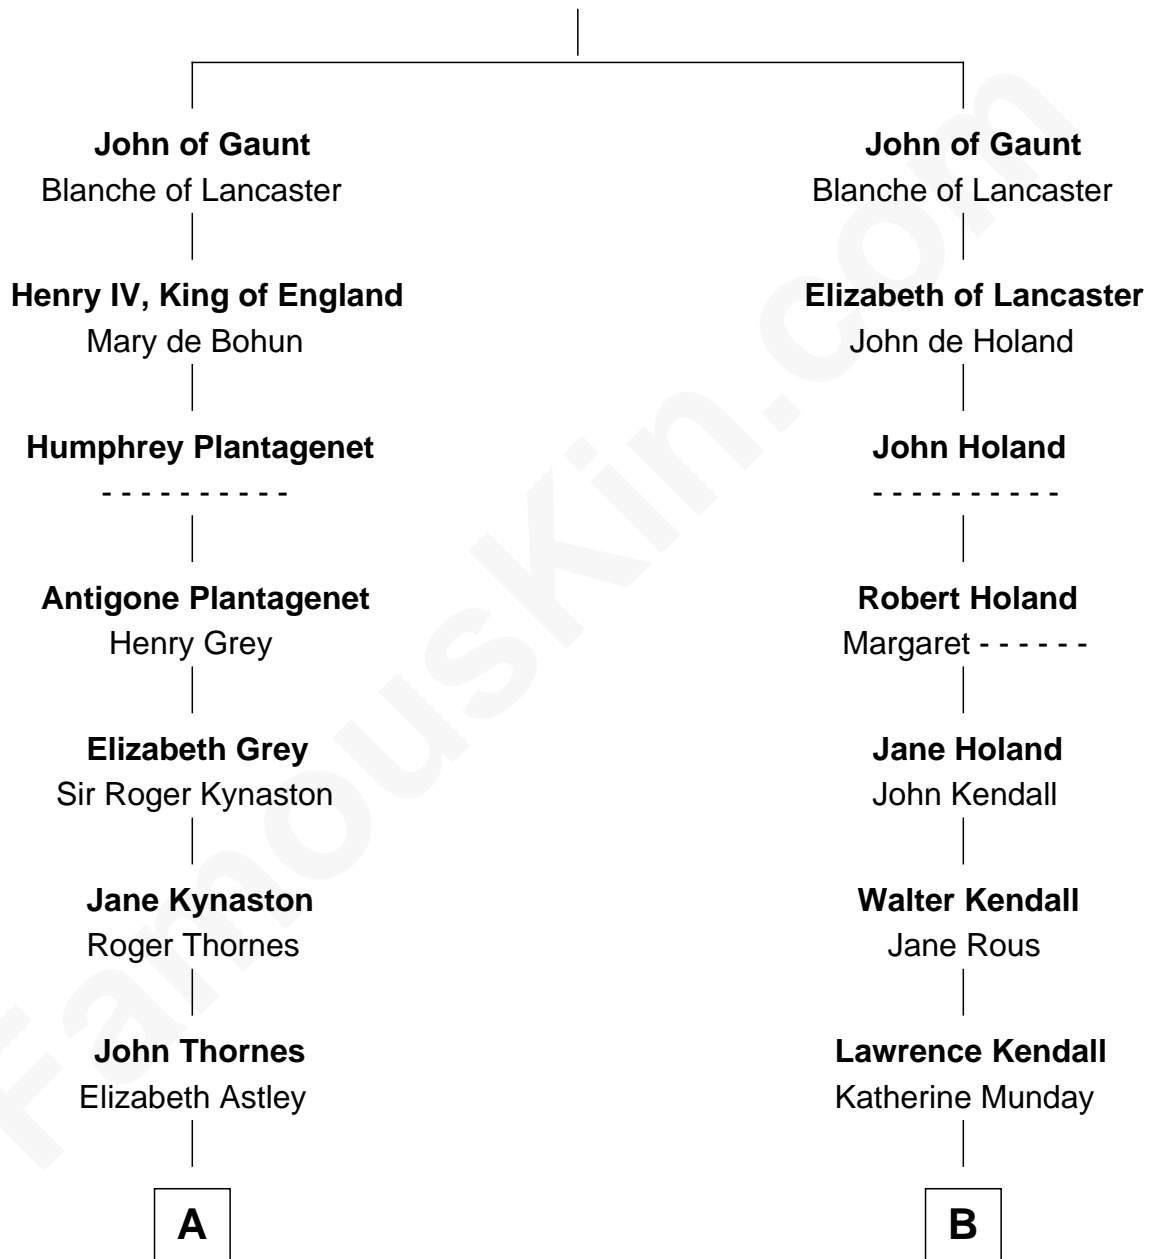 John of Gaunt
Blanche of Lancaster
John of Gaunt
Blanche of Lancaster
Henry IV, King of England
Mary de Bohun
Elizabeth of Lancaster
John de Holand
Humphrey Plantagenet
- - - - - - - - - -
John Holand
- - - - - - - - - -
Antigone Plantagenet
Henry Grey
Robert Holand
Margaret - - - - - -
Elizabeth Grey
Sir Roger Kynaston
Jane Holand
John Kendall
Jane Kynaston
Roger Thornes
Walter Kendall
Jane Rous
John Thornes
Elizabeth Astley
Lawrence Kendall
Katherine Munday
A
B
FamousKin.com